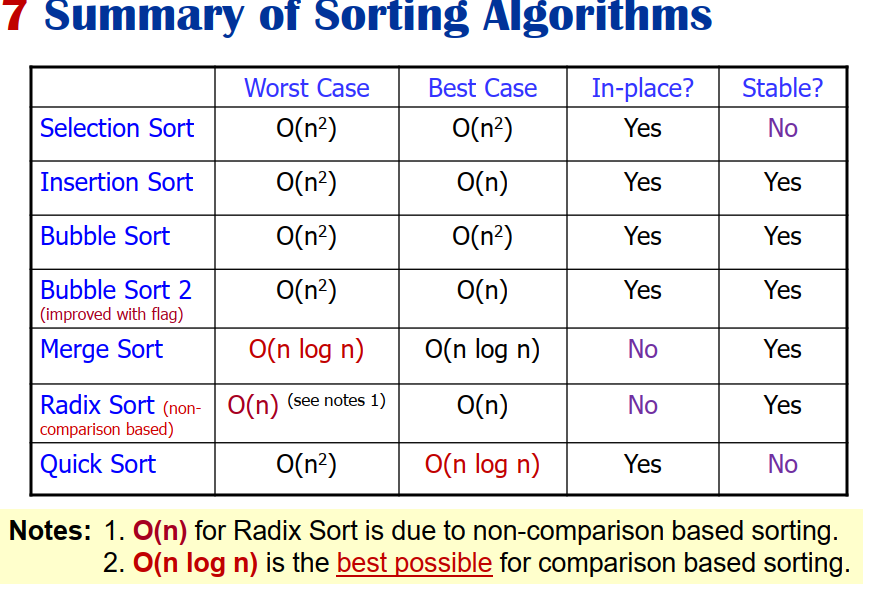 7 Summary of Sorting Algorithms
Worst Case Best Case In-place? Stable?
Selection Sort O(n²) O(n²) Yes No
Insertion Sort O(n²) O(n) Yes Yes
Bubble Sort O(n²) O(n²) Yes Yes
Bubble Sort 2 O(n²) O(n) Yes Yes
(improved with flag)
Merge Sort O(n log n) O(n log n) No Yes
Radix Sort (non- O(n) (see notes 1) O(n) No Yes
comparison based)
Quick Sort O(n²) O(n log n) Yes No
Notes: 1. O(n) for Radix Sort is due to non-comparison based sorting.
2. O(n log n) is the best possible for comparison based sorting.